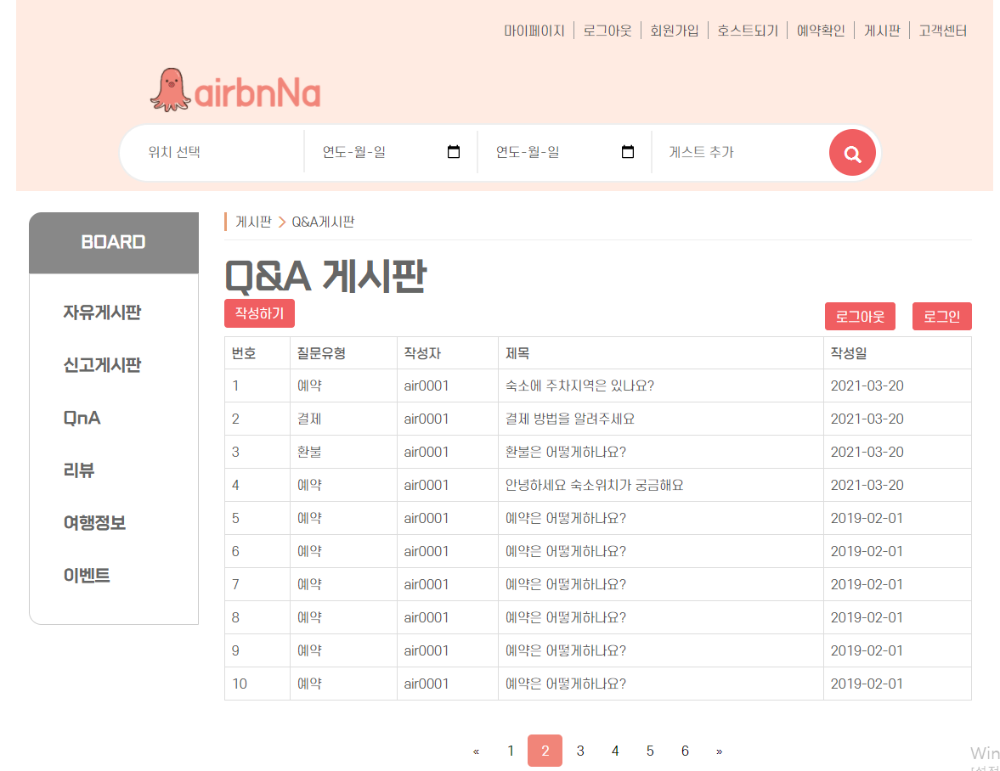 마이페이지 로그아웃 회원가입 호스트되기 예약확인 게시판 고객센터
airbnNa
위치 선택 연도-월-일 연도-월-일 게스트 추가
BOARD
자유게시판
신고게시판
QnA
리뷰
여행정보
이벤트
게시판 > Q&A게시판
Q&A 게시판
작성하기 로그아웃 로그인
번호 질문유형 작성자 제목 작성일
1 예약 air0001 숙소에 주차지역은 있나요? 2021-03-20
2 결제 air0001 결제 방법을 알려주세요 2021-03-20
3 환불 air0001 환불은 어떻게하나요? 2021-03-20
4 예약 air0001 안녕하세요 숙소위치가 궁금해요 2021-03-20
5 예약 air0001 예약은 어떻게하나요? 2019-02-01
6 예약 air0001 예약은 어떻게하나요? 2019-02-01
7 예약 air0001 예약은 어떻게하나요? 2019-02-01
8 예약 air0001 예약은 어떻게하나요? 2019-02-01
9 예약 air0001 예약은 어떻게하나요? 2019-02-01
10 예약 air0001 예약은 어떻게하나요? 2019-02-01
« 1 2 3 4 5 6 »
Win